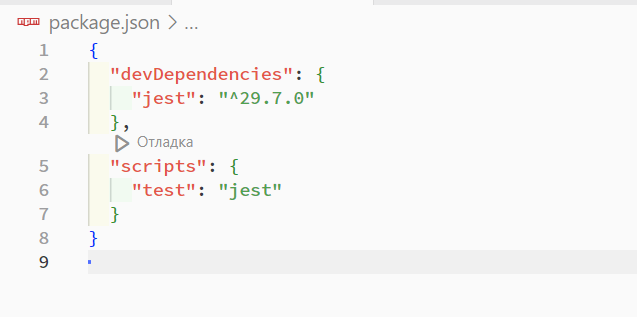 npm package.json > ...
1 {
2 "devDependencies": {
3 "jest": "^29.7.0"
4 },
Отладка
5 "scripts": {
6 "test": "jest"
7 }
8 }
9